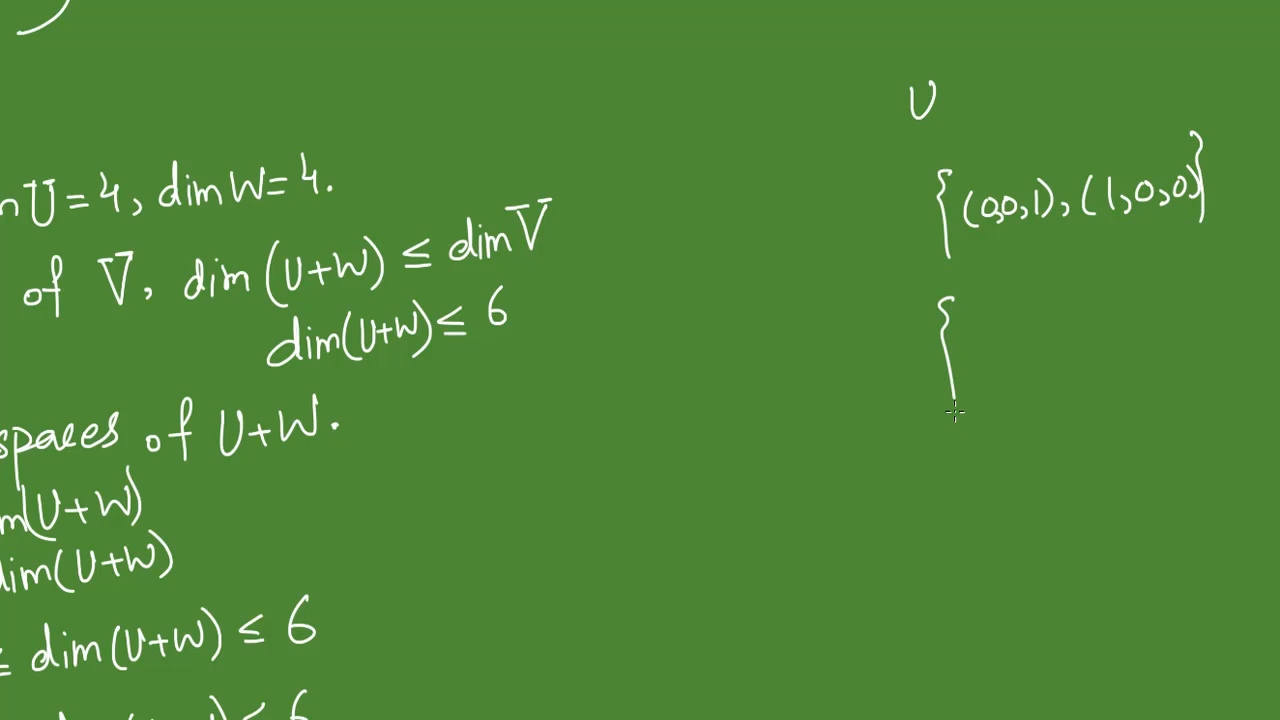 n U = 4, dim W = 4.
of V, dim (U+W) ≤ dim V
dim(U+W) ≤ 6
spaces of U+W.
m(U+W)
dim(U+W)
≤ dim(U+W) ≤ 6
U
{(0,0,1), (1,0,0)}
{